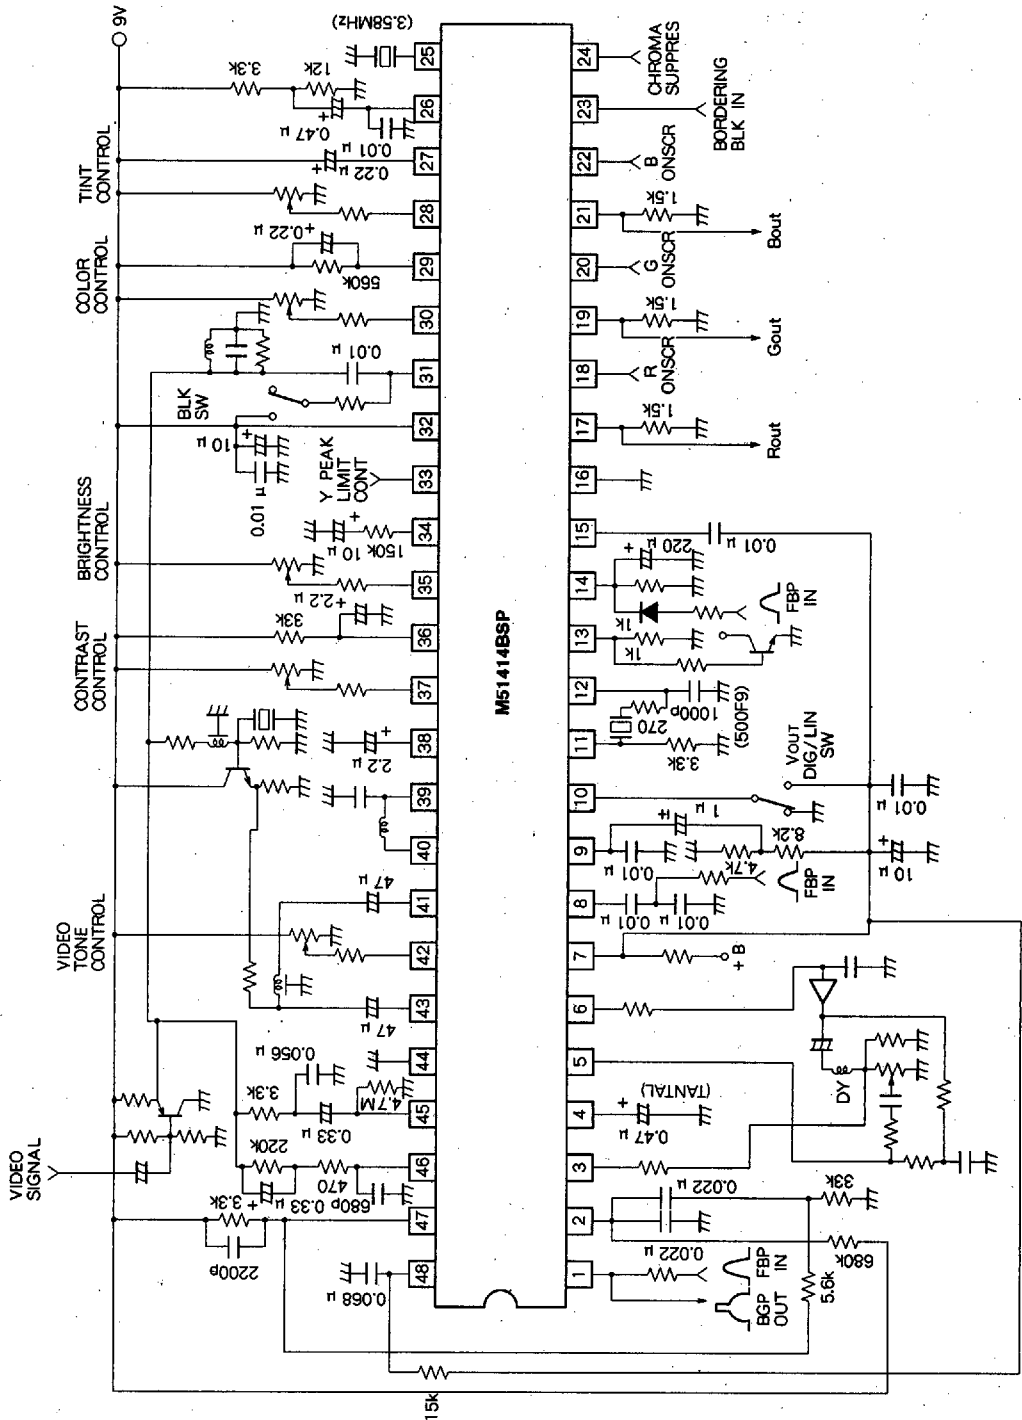 9V
VIDEO
SIGNAL
VIDEO
TONE
CONTROL
CONTRAST
CONTROL
BRIGHTNESS
CONTROL
COLOR
CONTROL
TINT
CONTROL
2200p
3.3k
+
0.33 μ
220k
470
680p
3.3k
0.33 μ
0.056 μ
4.7M
47 μ
47 μ
2.2 μ
+
33k
+2.2 μ
150k
10 μ
+
Y PEAK
LIMIT
CONT
0.01 μ
10 μ
+
BLK
SW
0.01 μ
560k
+0.22 μ
0.22 μ
+
0.01 μ
0.47 μ
+
3.3k
12k
(3.58MHz)
0.068 μ
15k
48
47
46
45
44
43
42
41
40
39
38
37
36
35
34
33
32
31
30
29
28
27
26
25
M51414BSP
1
2
3
4
5
6
7
8
9
10
11
12
13
14
15
16
17
18
19
20
21
22
23
24
BGP
OUT
FBP
IN
0.022 μ
0.022 μ
5.6k
680k
33k
0.47 μ
+
(TANTAL)
DY
+B
0.01 μ
0.01 μ
FBP
IN
0.01 μ
4.7k
8.2k
1 μ
+
10 μ
+
0.01 μ
VOUT
DIG/LIN
SW
3.3k
270
1000p
(500F9)
1k
1k
FBP
IN
220 μ
+
0.01 μ
1.5k
Rout
R
ONSCR
1.5k
Gout
G
ONSCR
1.5k
Bout
B
ONSCR
BORDERING
BLK IN
CHROMA
SUPPRES